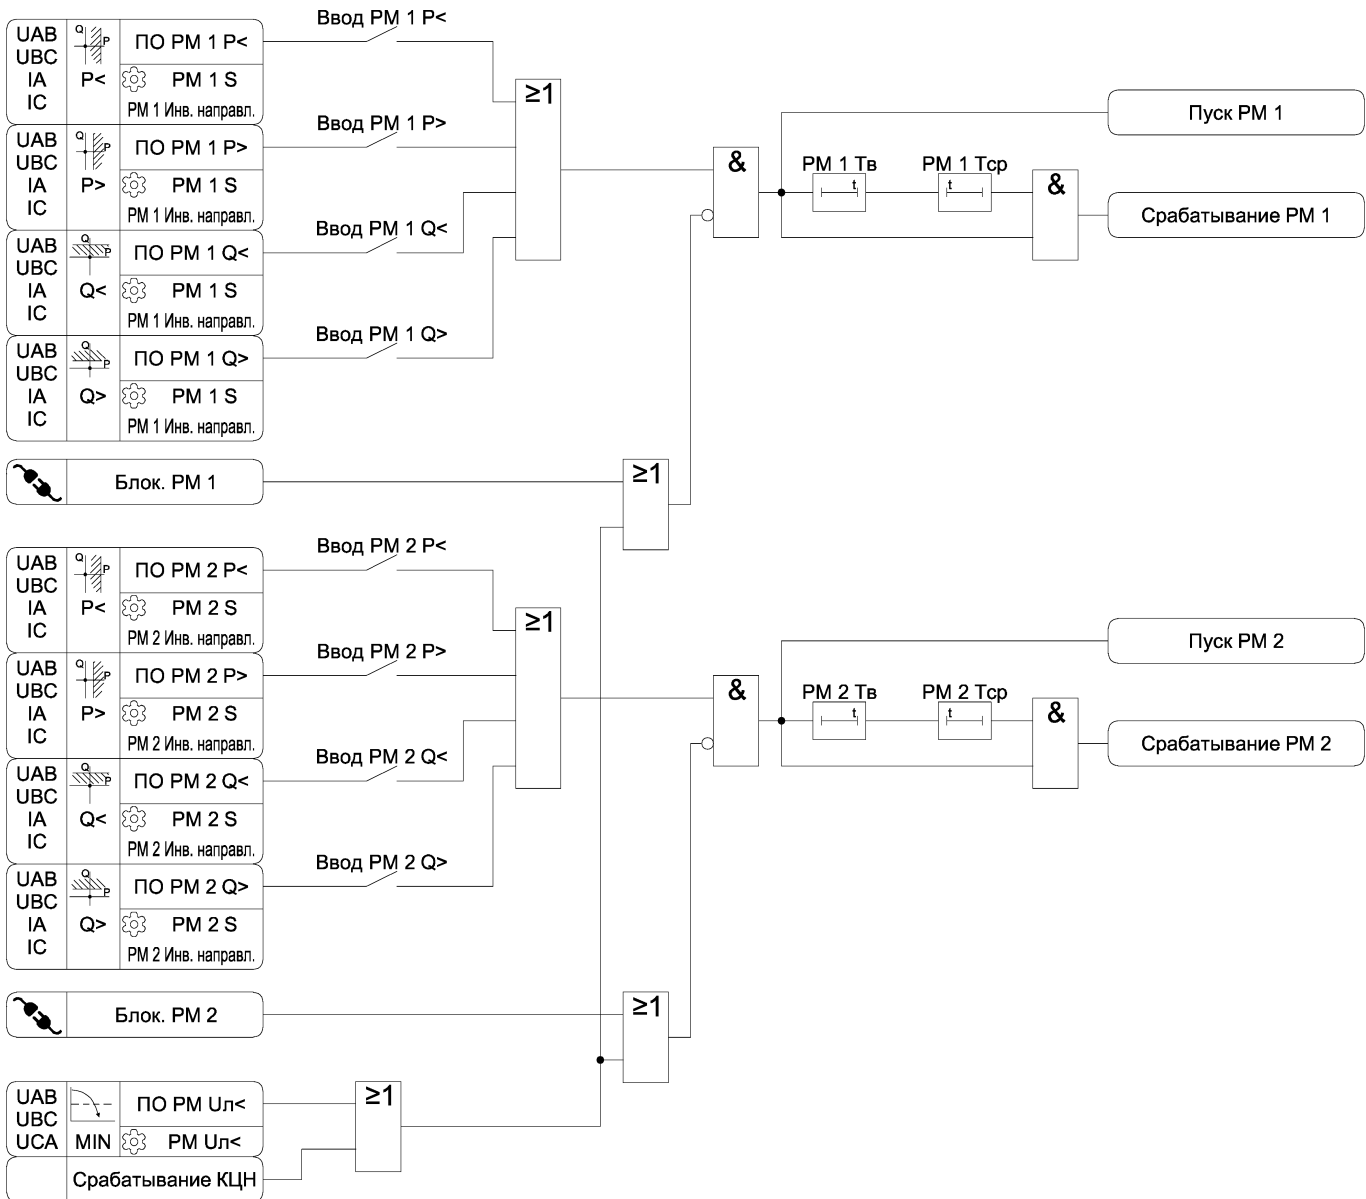 Ввод РМ 1 P<
UAB
UBC
IA
IC
Q
P
P<
ПО РМ 1 P<
РМ 1 S
РМ 1 Инв. направл.
≥1
Пуск РМ 1
Ввод РМ 1 P>
UAB
UBC
IA
IC
Q
P
P>
ПО РМ 1 P>
РМ 1 S
РМ 1 Инв. направл.
&
РМ 1 Тв
t
РМ 1 Тср
t
&
Срабатывание РМ 1
Ввод РМ 1 Q<
UAB
UBC
IA
IC
Q
P
Q<
ПО РМ 1 Q<
РМ 1 S
РМ 1 Инв. направл.
Ввод РМ 1 Q>
UAB
UBC
IA
IC
Q
P
Q>
ПО РМ 1 Q>
РМ 1 S
РМ 1 Инв. направл.
Блок. РМ 1
≥1
Ввод РМ 2 P<
UAB
UBC
IA
IC
Q
P
P<
ПО РМ 2 P<
РМ 2 S
РМ 2 Инв. направл.
≥1
Пуск РМ 2
Ввод РМ 2 P>
UAB
UBC
IA
IC
Q
P
P>
ПО РМ 2 P>
РМ 2 S
РМ 2 Инв. направл.
&
РМ 2 Тв
t
РМ 2 Тср
t
&
Срабатывание РМ 2
Ввод РМ 2 Q<
UAB
UBC
IA
IC
Q
P
Q<
ПО РМ 2 Q<
РМ 2 S
РМ 2 Инв. направл.
Ввод РМ 2 Q>
UAB
UBC
IA
IC
Q
P
Q>
ПО РМ 2 Q>
РМ 2 S
РМ 2 Инв. направл.
Блок. РМ 2
≥1
UAB
UBC
UCA
MIN
ПО РМ Uл<
РМ Uл<
≥1
Срабатывание КЦН